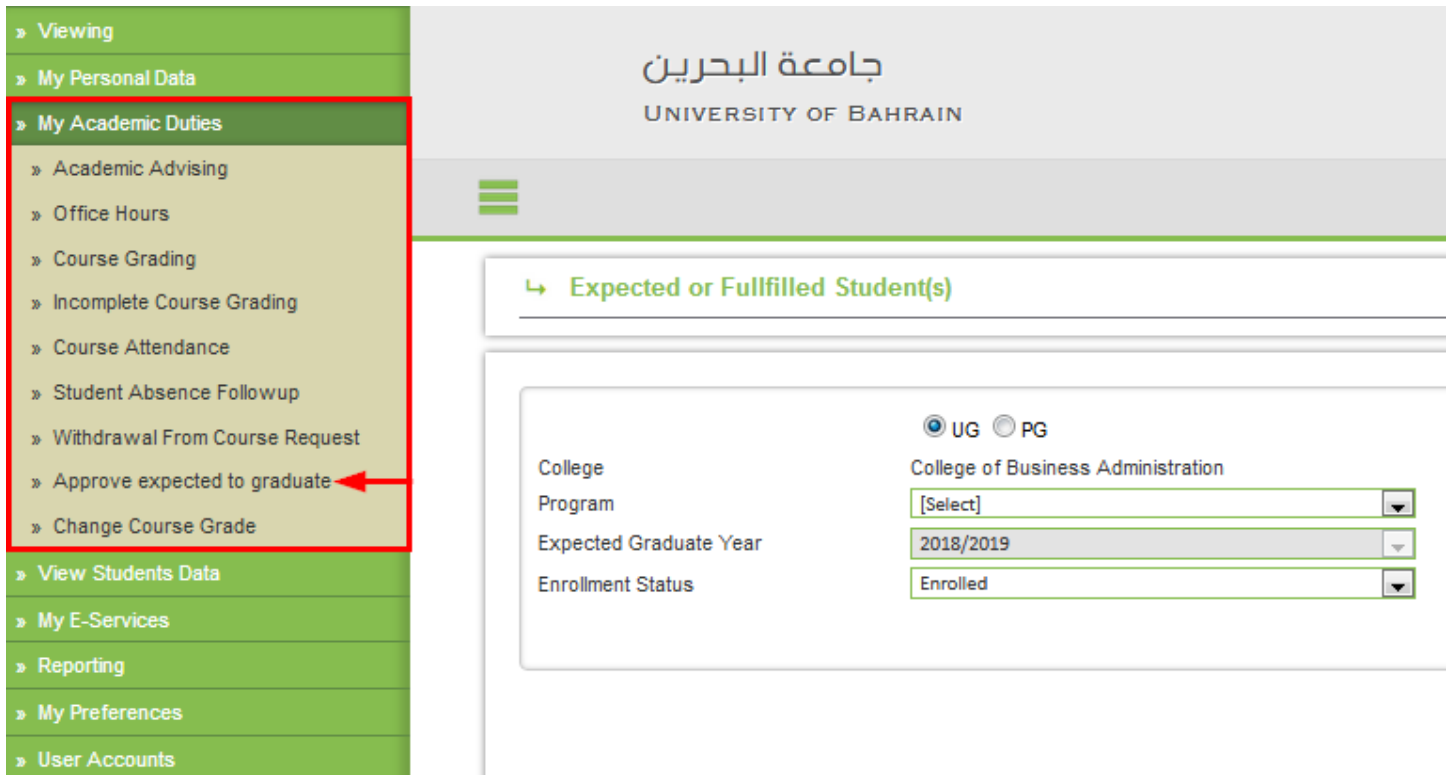 » Viewing
» My Personal Data
» My Academic Duties
» Academic Advising
» Office Hours
» Course Grading
» Incomplete Course Grading
» Course Attendance
» Student Absence Followup
» Withdrawal From Course Request
» Approve expected to graduate
» Change Course Grade
» View Students Data
» My E-Services
» Reporting
» My Preferences
» User Accounts
جامعة البحرين
UNIVERSITY OF BAHRAIN
Expected or Fullfilled Student(s)
UG PG
College College of Business Administration
Program [Select]
Expected Graduate Year 2018/2019
Enrollment Status Enrolled